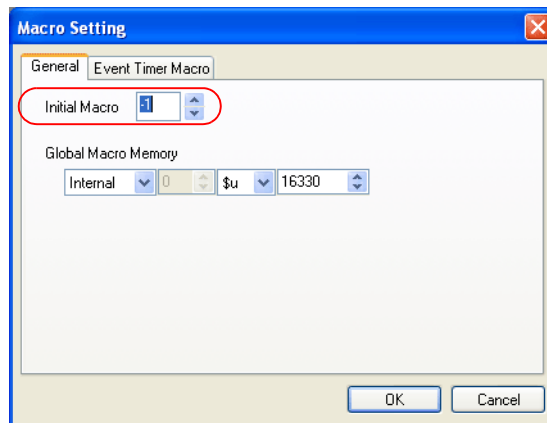 Macro Setting
General Event Timer Macro
Initial Macro -1
Global Macro Memory
Internal 0 $u 16330
OK Cancel